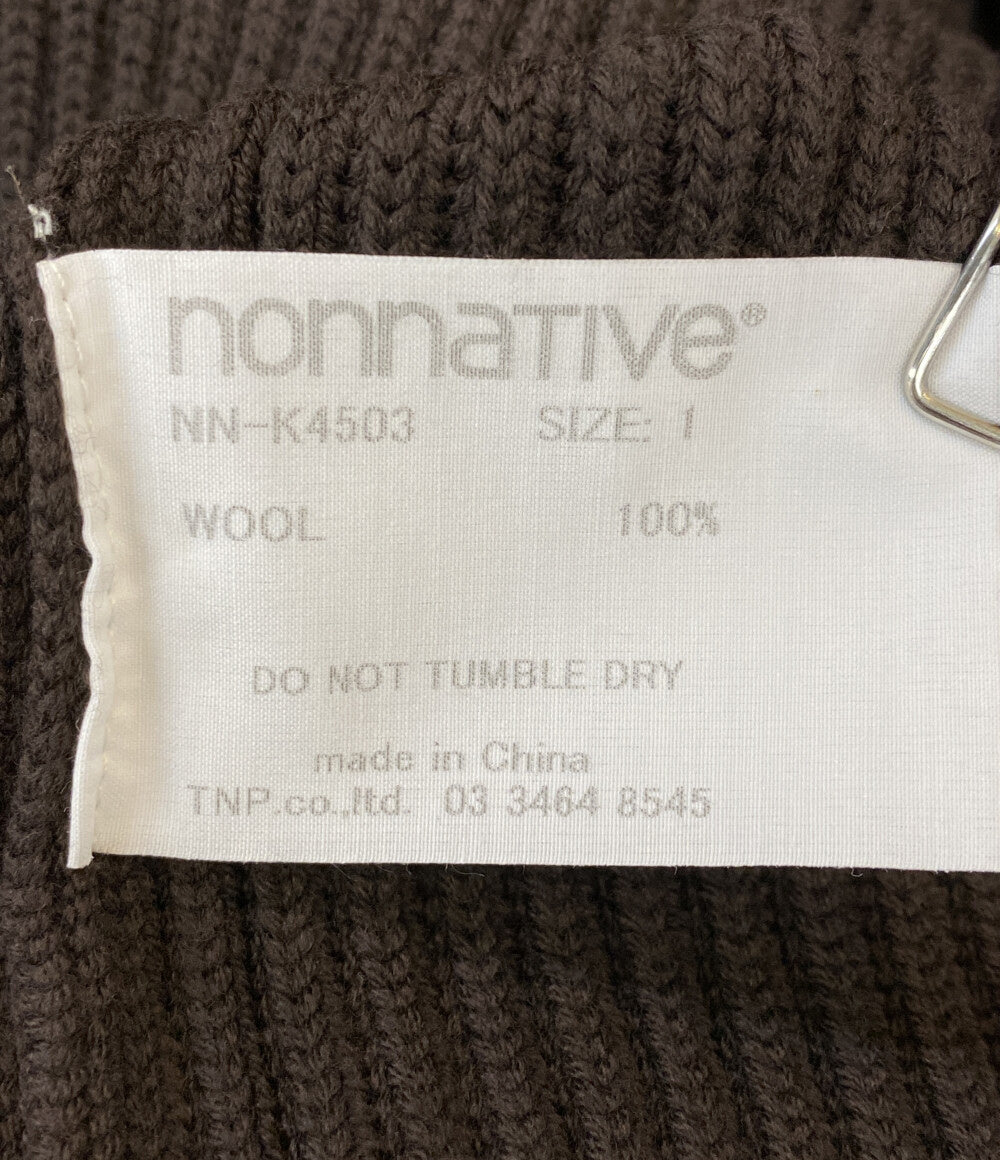 nonnaTIVe®
NN-K4503 SIZE: 1
WOOL 100%
DO NOT TUMBLE DRY
made in China
TNP.co.,ltd. 03 3464 8545